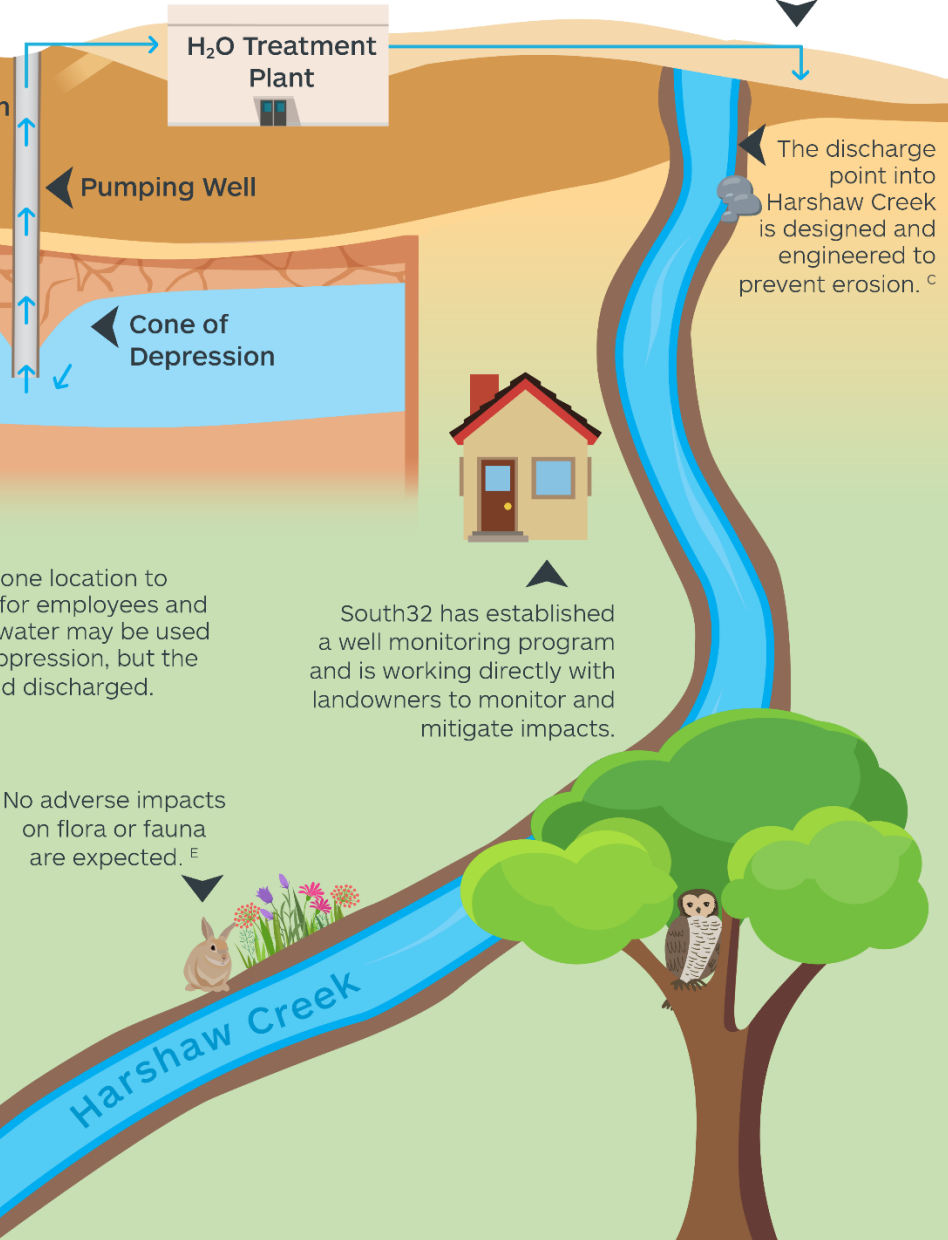 H₂O Treatment
Plant
n
Pumping Well
The discharge
point into
Harshaw Creek
is designed and
engineered to
prevent erosion. ᶜ
Cone of
Depression
one location to
for employees and
water may be used
ppression, but the
d discharged.
South32 has established
a well monitoring program
and is working directly with
landowners to monitor and
mitigate impacts.
No adverse impacts
on flora or fauna
are expected. ᴱ
Harshaw Creek